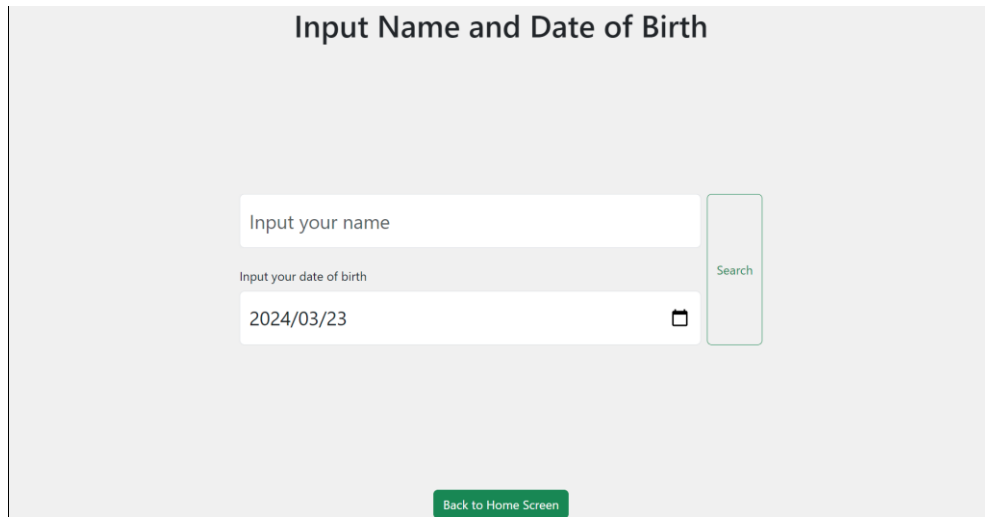 Input Name and Date of Birth
Input your name
Input your date of birth
2024/03/23
Search
Back to Home Screen